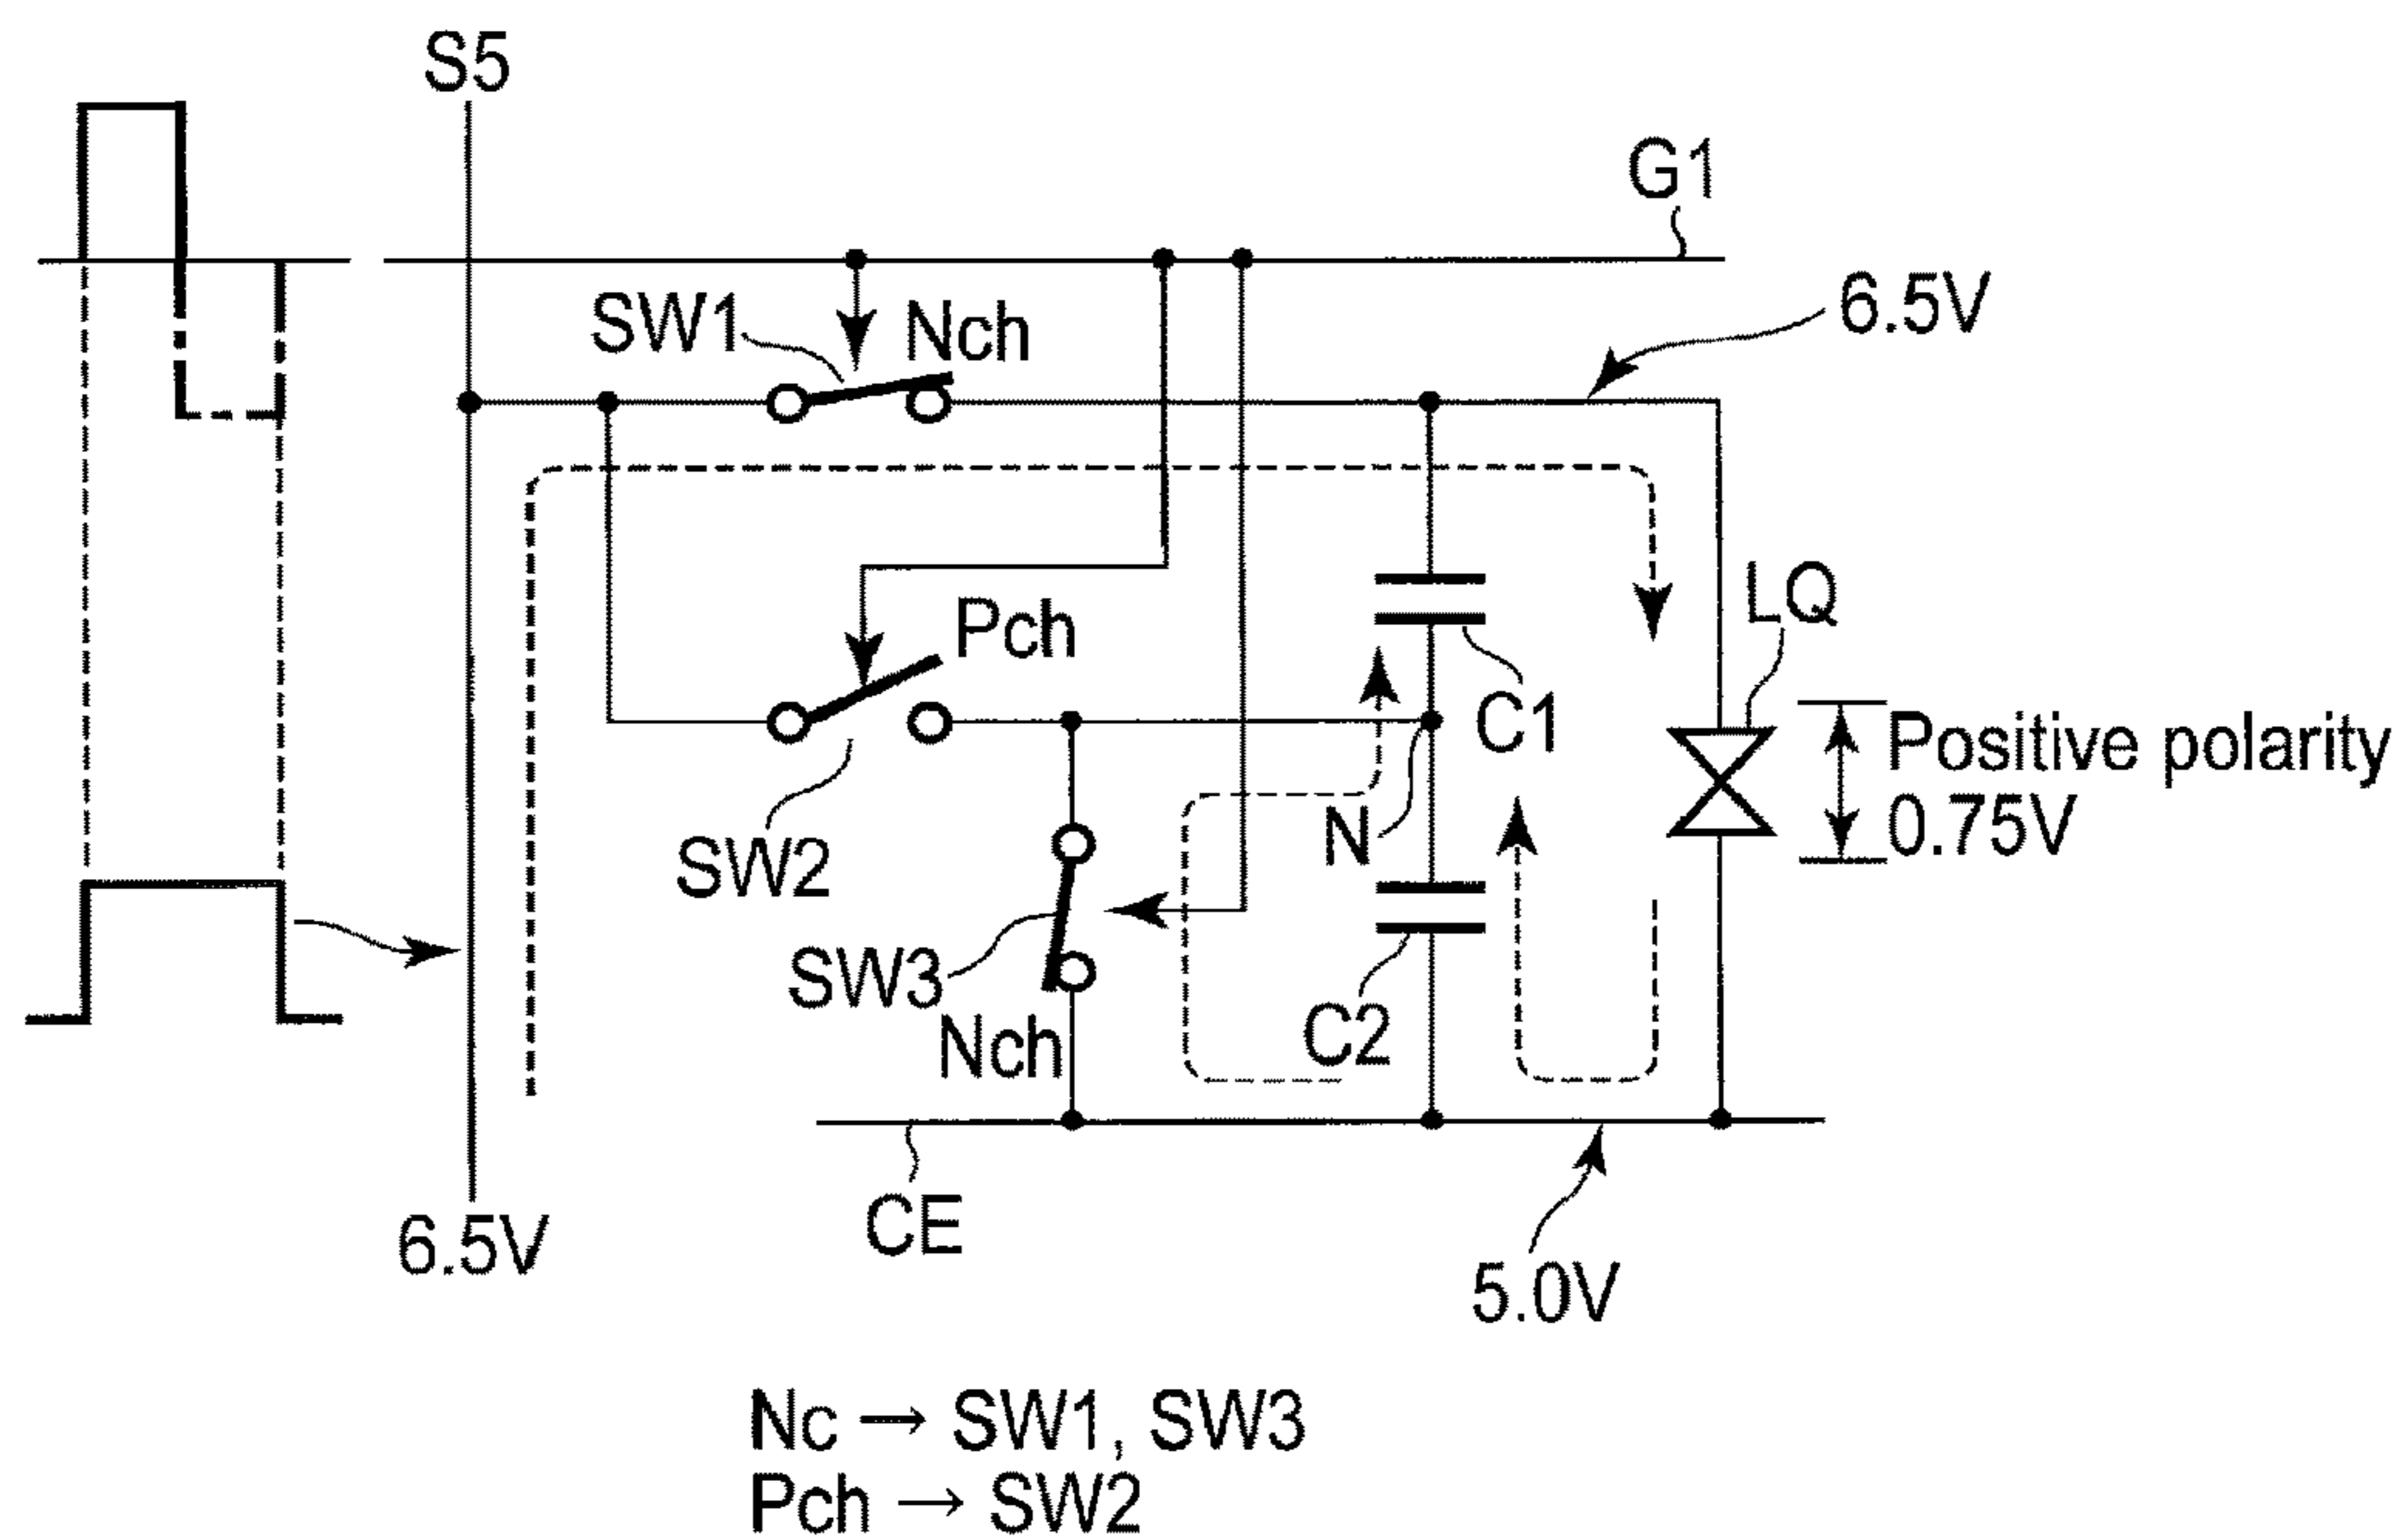 S5
G1
6.5V
SW1
Nch
Pch
LQ
C1
Positive polarity
0.75V
N
SW2
SW3
Nch
C2
CE
6.5V
5.0V
Nc → SW1, SW3
Pch → SW2